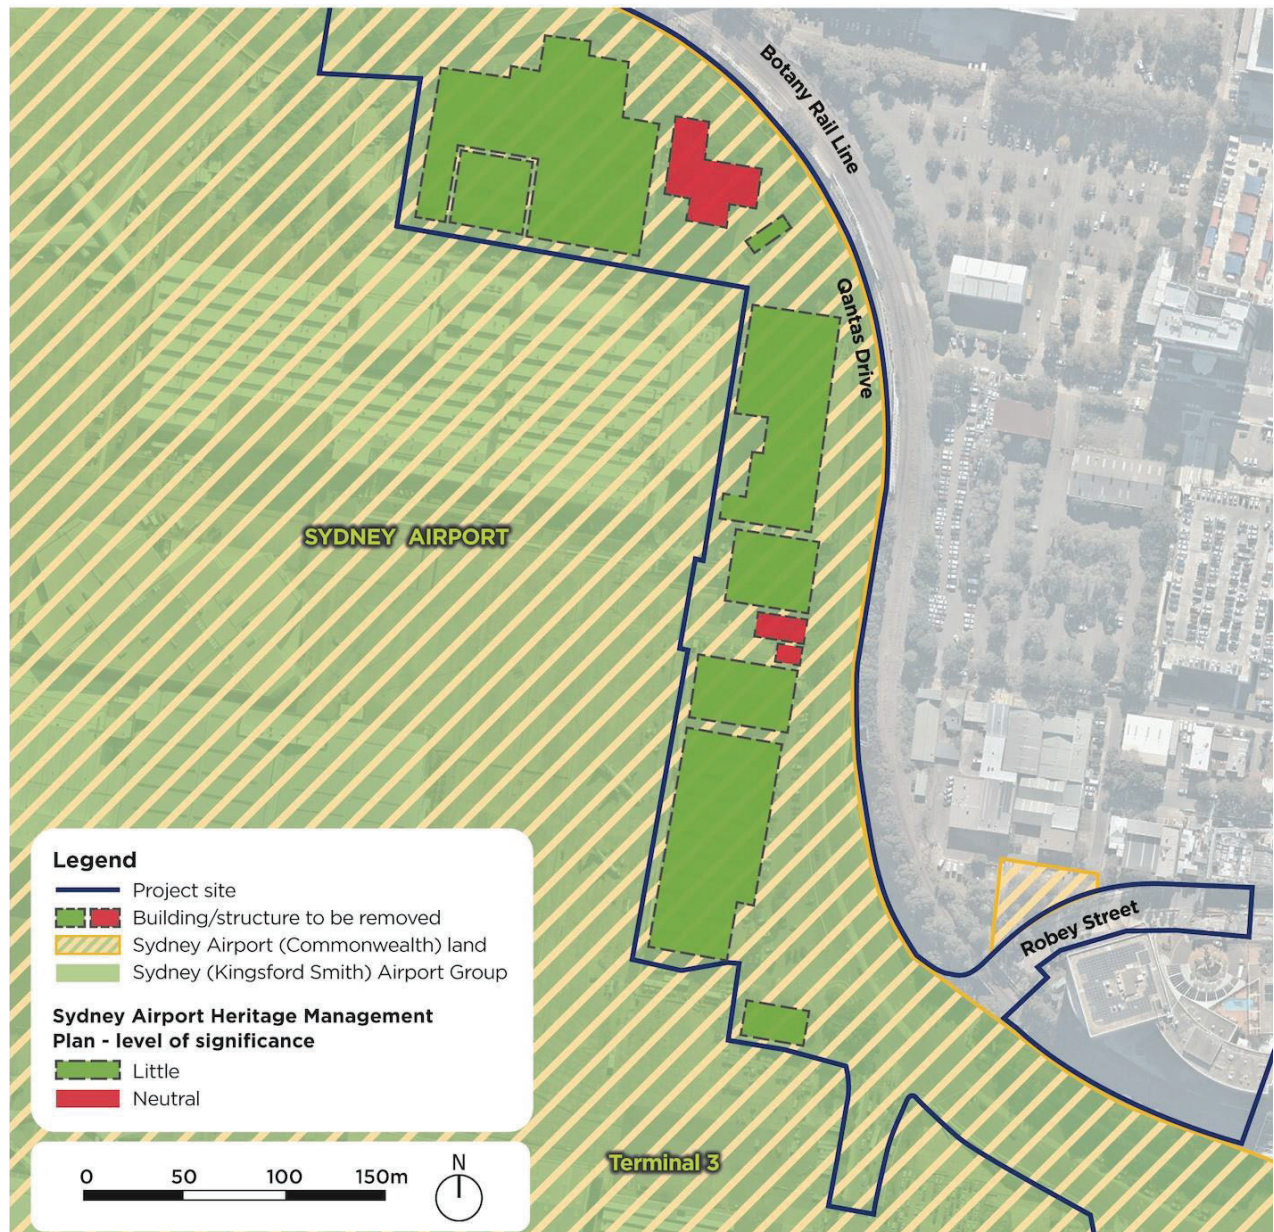 Botany Rail Line
Qantas Drive
SYDNEY AIRPORT
Robey Street
Terminal 3
Legend
Project site
Building/structure to be removed
Sydney Airport (Commonwealth) land
Sydney (Kingsford Smith) Airport Group
Sydney Airport Heritage Management
Plan - level of significance
Little
Neutral
0 50 100 150m
N